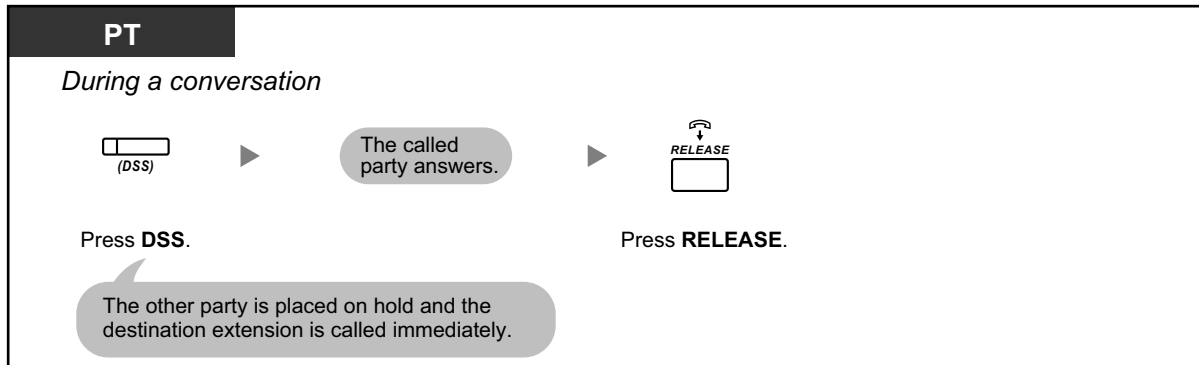 PT
During a conversation
(DSS)
The called
party answers.
RELEASE
Press DSS.
Press RELEASE.
The other party is placed on hold and the
destination extension is called immediately.